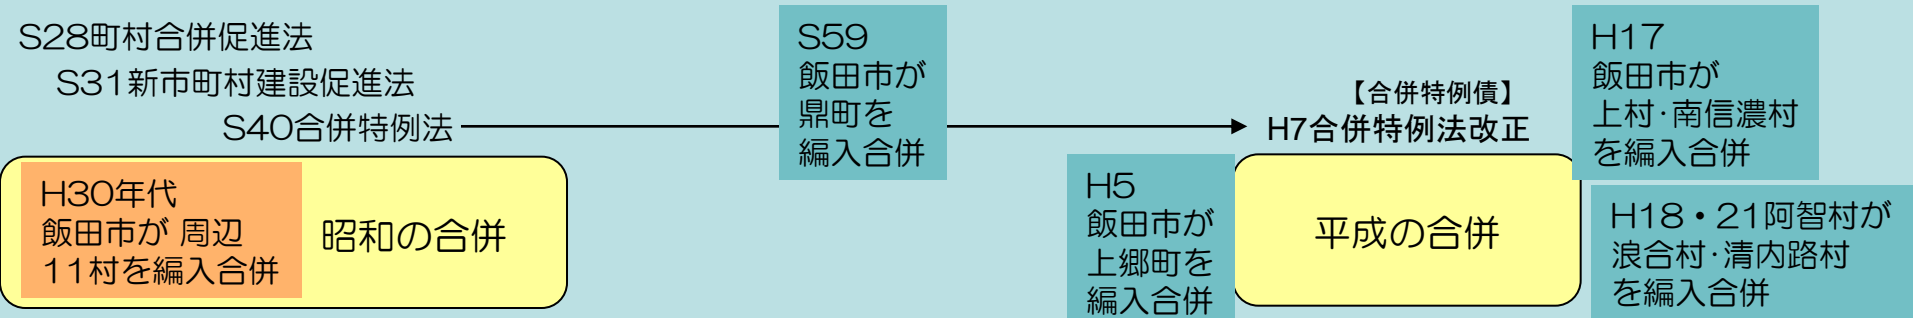 S28町村合併促進法
S31新市町村建設促進法
S40合併特例法
H30年代
飯田市が 周辺
11村を編入合併
昭和の合併
S59
飯田市が
鼎町を
編入合併
H5
飯田市が
上郷町を
編入合併
【合併特例債】
H7合併特例法改正
平成の合併
H17
飯田市が
上村・南信濃村
を編入合併
H18・21阿智村が
浪合村・清内路村
を編入合併